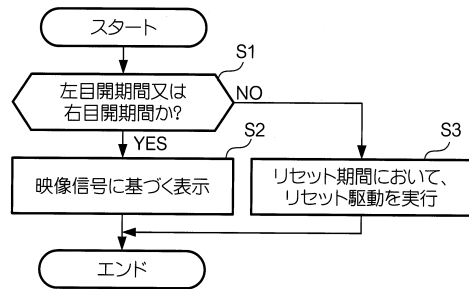 スタート
S1
左目開期間又は
右目開期間か?
NO
YES
S2
映像信号に基づく表示
S3
リセット期間において、
リセット駆動を実行
エンド